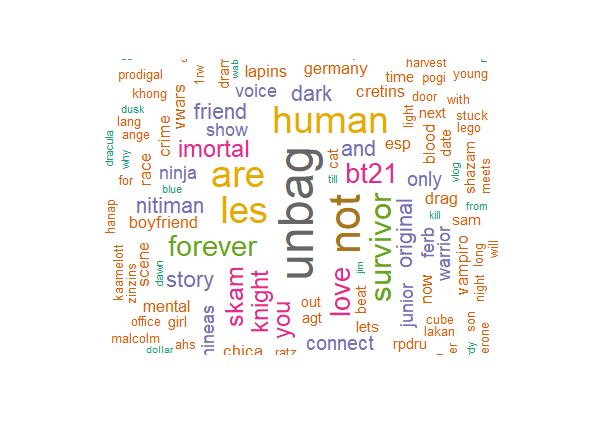 harvest
prodigal
1rw
wab
lapins
germany
time
pogi
young
khong
vwars
voice
dark
cretins
door
with
dusk
friend
human
light
next
stuck
lang
crime
show
lego
ange
imortal
unbag
cat
and
esp
blood
date
shazam
dracula
why
race
ninja
are
till
bt21
only
vlog
meets
for
blue
les
not
survivor
drag
kill
from
hanap
nitiman
original
sam
boyfriend
forever
ferb
warrior
vampiro
long
will
kaamelott
zinzins
scene
dawn
story
skam
knight
you
love
jim
beat
junior
now
night
mental
out
cube
son
office
girl
agt
lets
lakan
malcolm
ahs
connect
rpdru
er
erone
dollar
chica
ratz